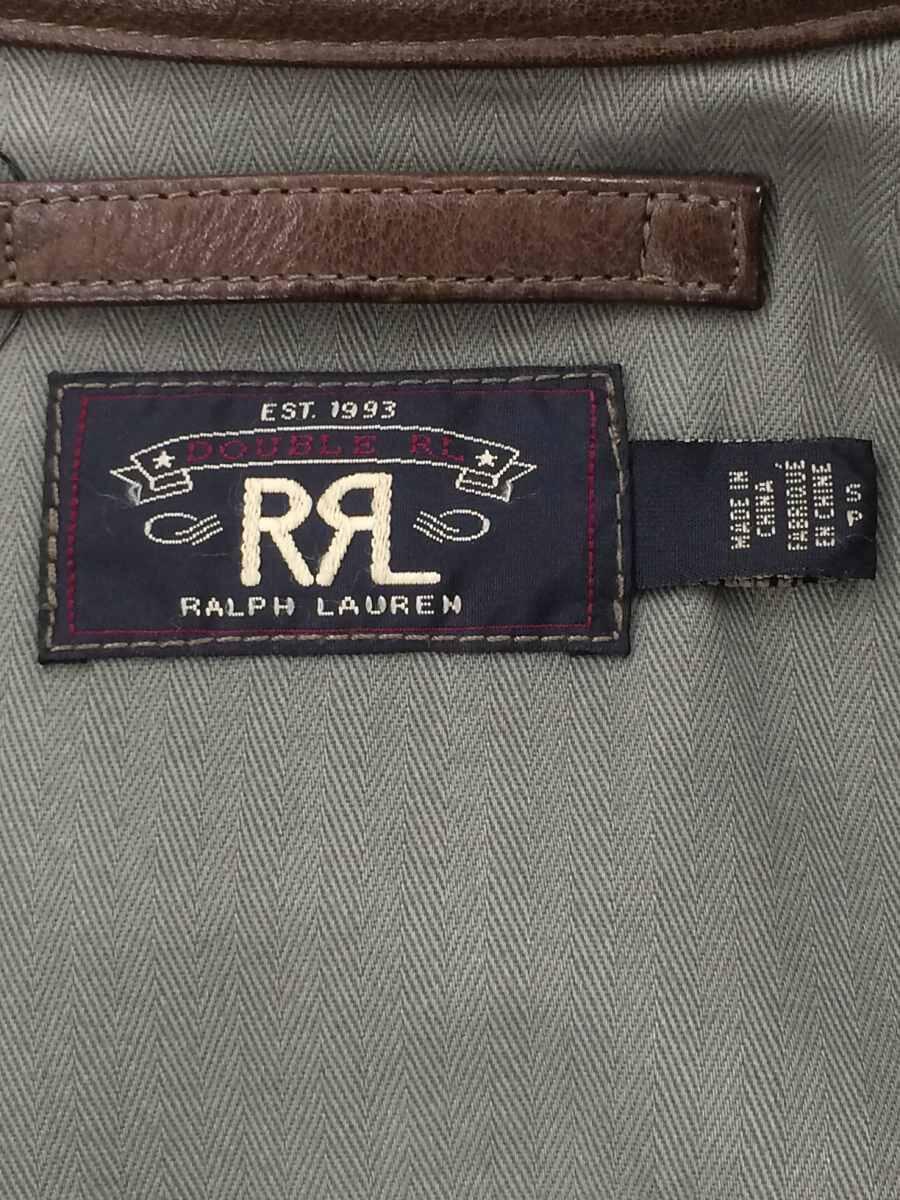 EST. 1993
DOUBLE RL
RRL
RALPH LAUREN
MADE IN
CHINA
FABRIQUÉ
EN CHINE
S
P